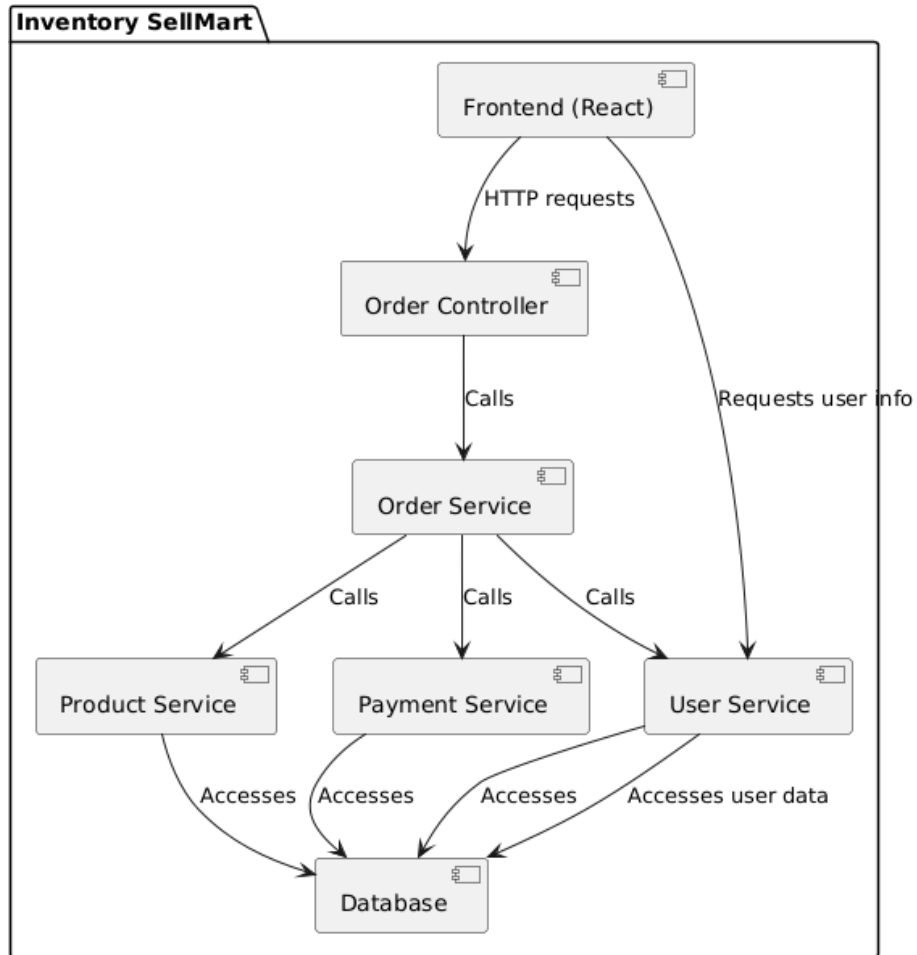 Inventory SellMart
Frontend (React)
HTTP requests
Order Controller
Calls
Requests user info
Order Service
Calls
Calls
Calls
Product Service
Payment Service
User Service
Accesses
Accesses
Accesses
Accesses user data
Database